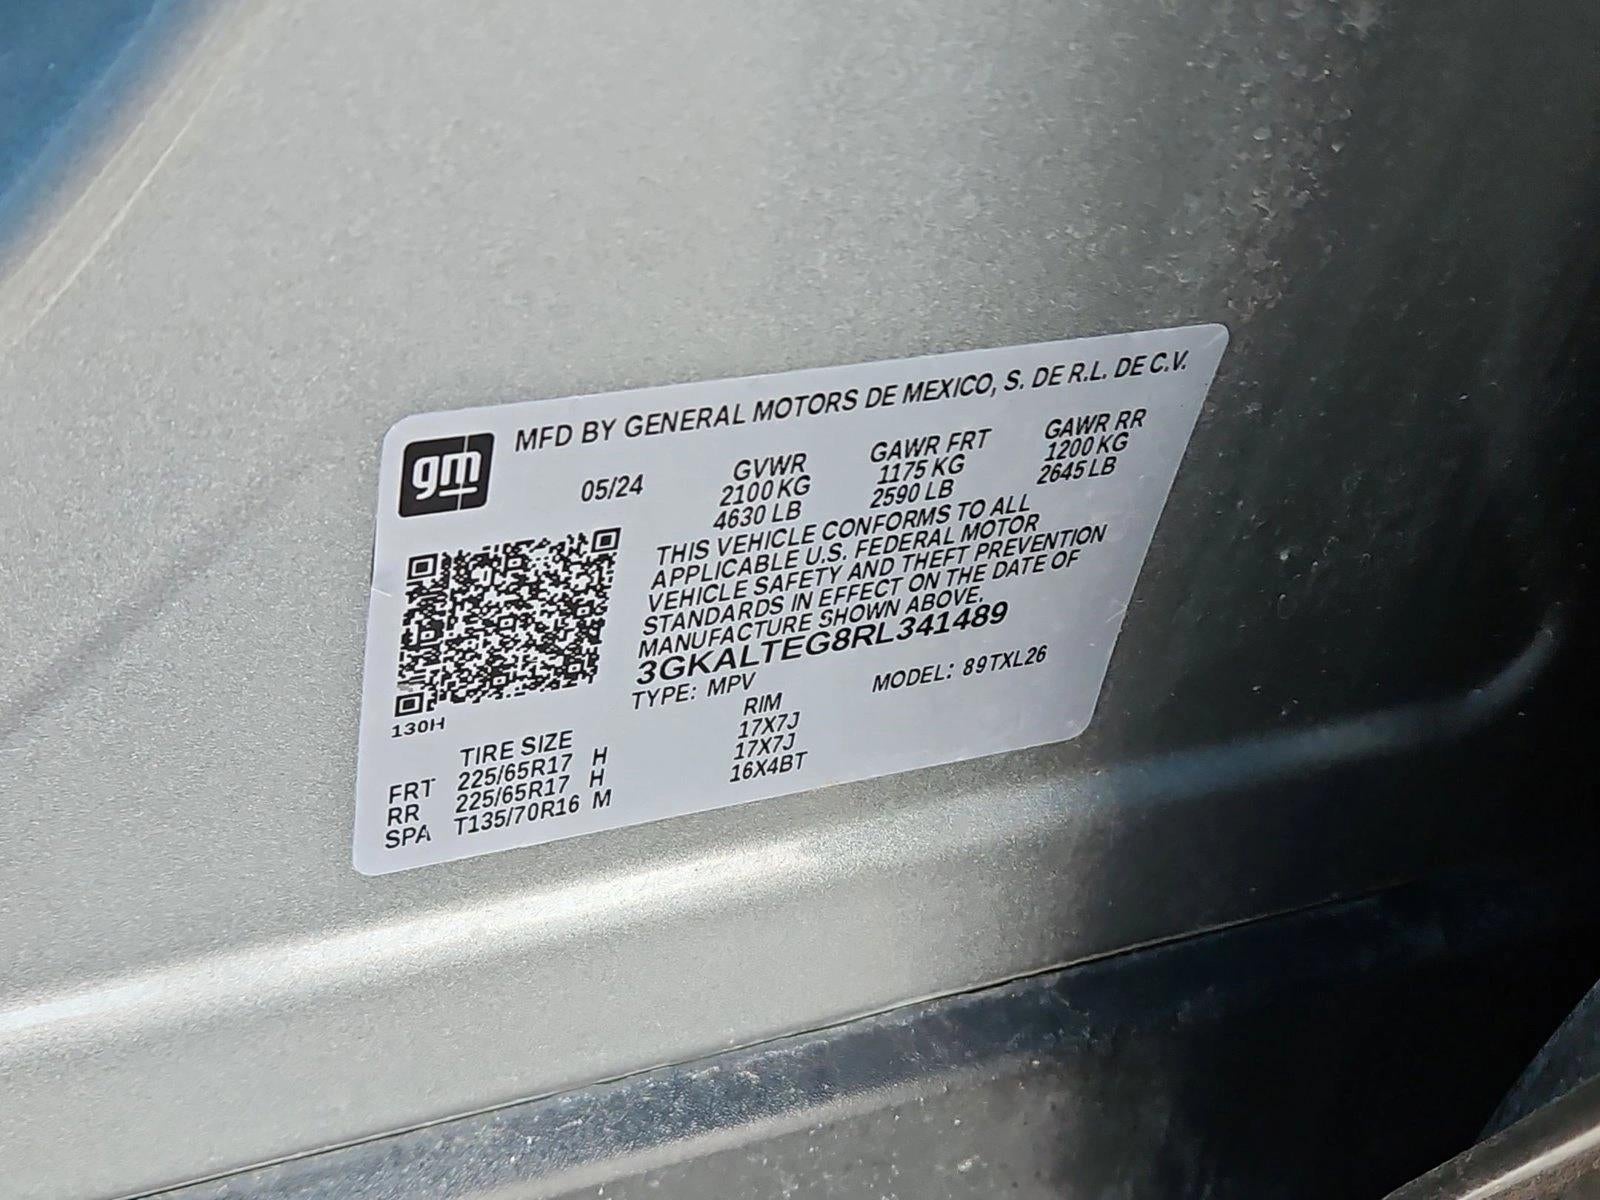 MFD BY GENERAL MOTORS DE MEXICO, S. DE R.L. DE C.V.
gm
05/24
GVWR
2100 KG
4630 LB
GAWR FRT
1175 KG
2590 LB
GAWR RR
1200 KG
2645 LB
THIS VEHICLE CONFORMS TO ALL
APPLICABLE U.S. FEDERAL MOTOR
VEHICLE SAFETY AND THEFT PREVENTION
STANDARDS IN EFFECT ON THE DATE OF
MANUFACTURE SHOWN ABOVE.
3GKALTEG8RL341489
TYPE: MPV MODEL: 89TXL26
130H
TIRE SIZE RIM
FRT 225/65R17 H 17X7J
RR 225/65R17 H 17X7J
SPA T135/70R16 M 16X4BT